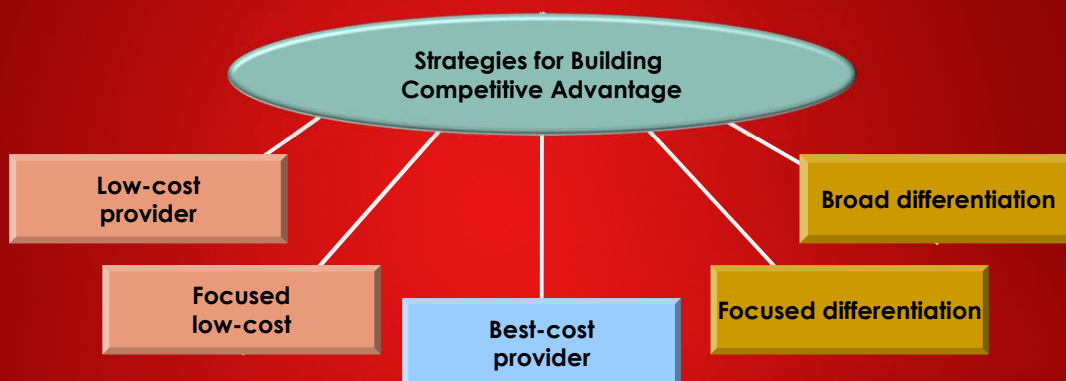 Strategies for Building
Competitive Advantage
Low-cost
provider
Broad differentiation
Focused
low-cost
Focused differentiation
Best-cost
provider